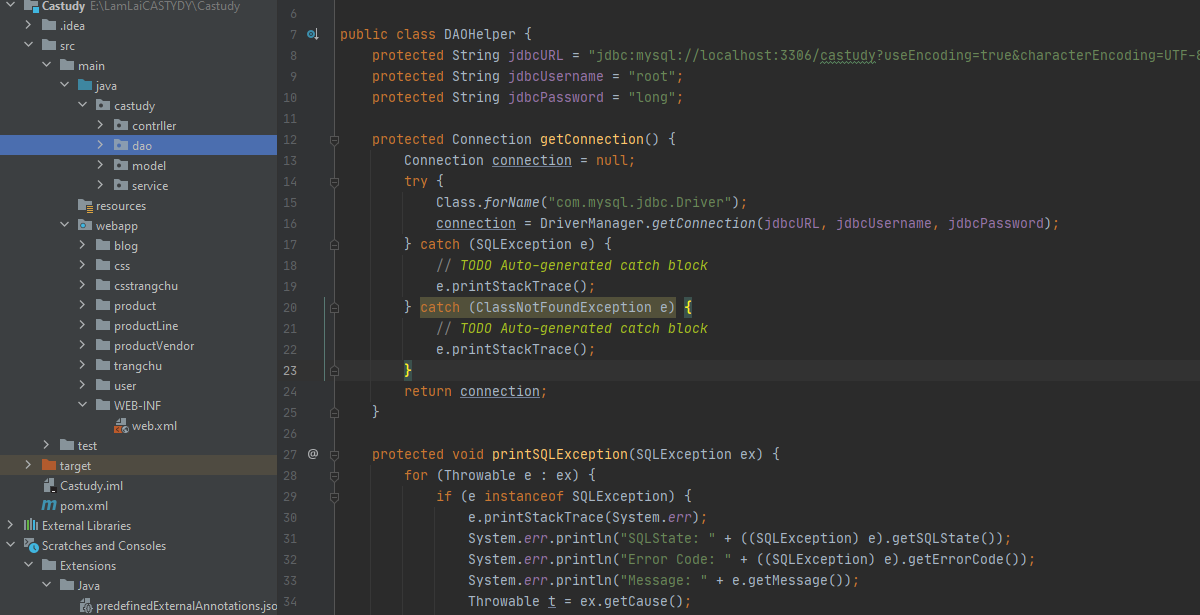 Castudy E:\LamLaiCASTYDY\Castudy
.idea
src
main
java
castudy
contrller
dao
model
service
resources
webapp
blog
css
csstrangchu
product
productLine
productVendor
trangchu
user
WEB-INF
web.xml
test
target
Castudy.iml
pom.xml
External Libraries
Scratches and Consoles
Extensions
Java
predefinedExternalAnnotations.jso
6
7 public class DAOHelper {
8 protected String jdbcURL = "jdbc:mysql://localhost:3306/castudy?useEncoding=true&characterEncoding=UTF-8
9 protected String jdbcUsername = "root";
10 protected String jdbcPassword = "long";
11
12 protected Connection getConnection() {
13 Connection connection = null;
14 try {
15 Class.forName("com.mysql.jdbc.Driver");
16 connection = DriverManager.getConnection(jdbcURL, jdbcUsername, jdbcPassword);
17 } catch (SQLException e) {
18 // TODO Auto-generated catch block
19 e.printStackTrace();
20 } catch (ClassNotFoundException e) {
21 // TODO Auto-generated catch block
22 e.printStackTrace();
23 }
24 return connection;
25 }
26
27 @ protected void printSQLException(SQLException ex) {
28 for (Throwable e : ex) {
29 if (e instanceof SQLException) {
30 e.printStackTrace(System.err);
31 System.err.println("SQLState: " + ((SQLException) e).getSQLState());
32 System.err.println("Error Code: " + ((SQLException) e).getErrorCode());
33 System.err.println("Message: " + e.getMessage());
34 Throwable t = ex.getCause();